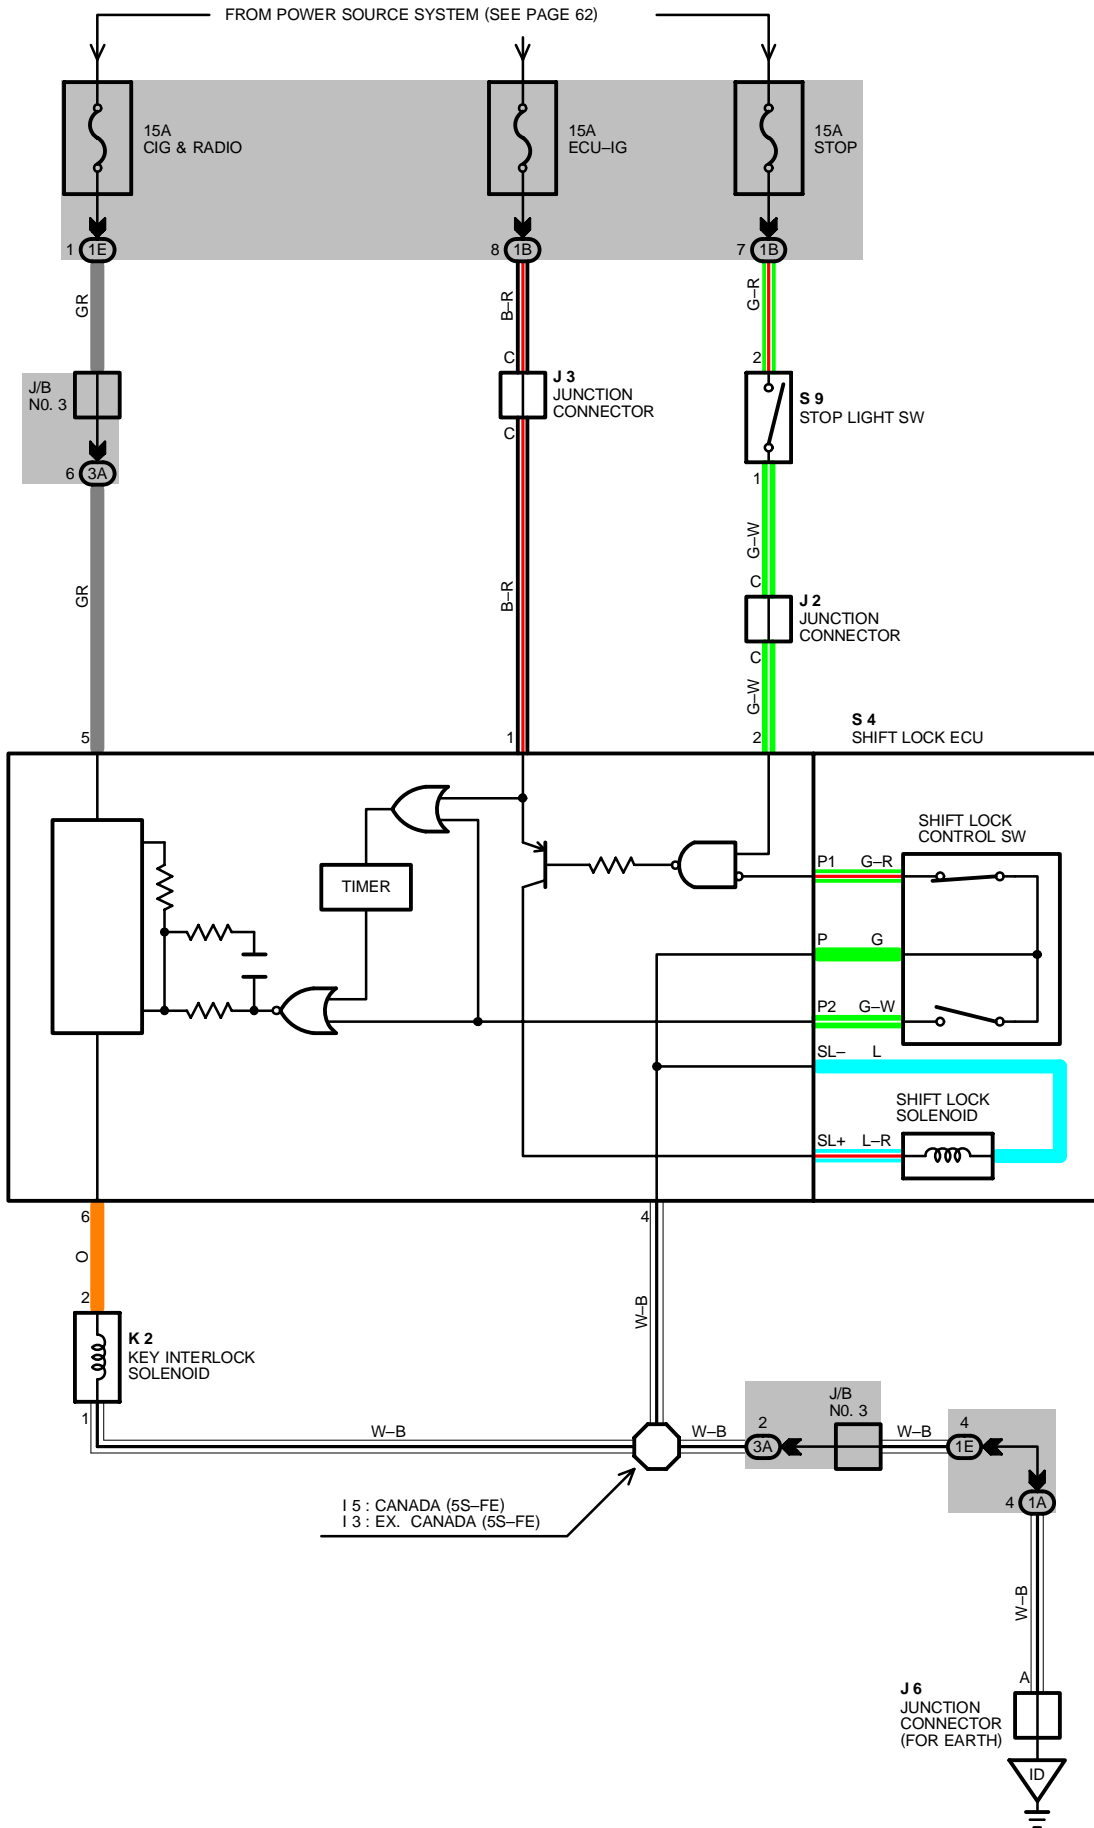 FROM POWER SOURCE SYSTEM (SEE PAGE 62)
15A
CIG & RADIO
15A
ECU–IG
15A
STOP
1
1E
8
1B
7
1B
GR
B–R
G–R
J/B
N0. 3
C
J 3
JUNCTION
CONNECTOR
C
2
S 9
STOP LIGHT SW
1
6
3A
G–W
C
GR
B–R
J 2
JUNCTION
CONNECTOR
C
G–W
5
1
2
S 4
SHIFT LOCK ECU
SHIFT LOCK
CONTROL SW
TIMER
P1
G–R
P
G
P2
G–W
SL–
L
SHIFT LOCK
SOLENOID
SL+
L–R
6
4
O
2
W–B
K 2
KEY INTERLOCK
SOLENOID
1
W–B
W–B
2
3A
J/B
N0. 3
W–B
4
1E
4
1A
I 5 : CANADA (5S–FE)
I 3 : EX. CANADA (5S–FE)
W–B
A
J 6
JUNCTION
CONNECTOR
(FOR EARTH)
ID